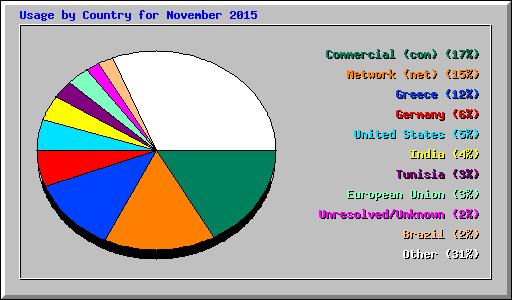 Usage by Country for November 2015
Commercial (com) (17%)
Network (net) (15%)
Greece (12%)
Germany (6%)
United States (5%)
India (4%)
Tunisia (3%)
European Union (3%)
Unresolved/Unknown (2%)
Brazil (2%)
Other (31%)